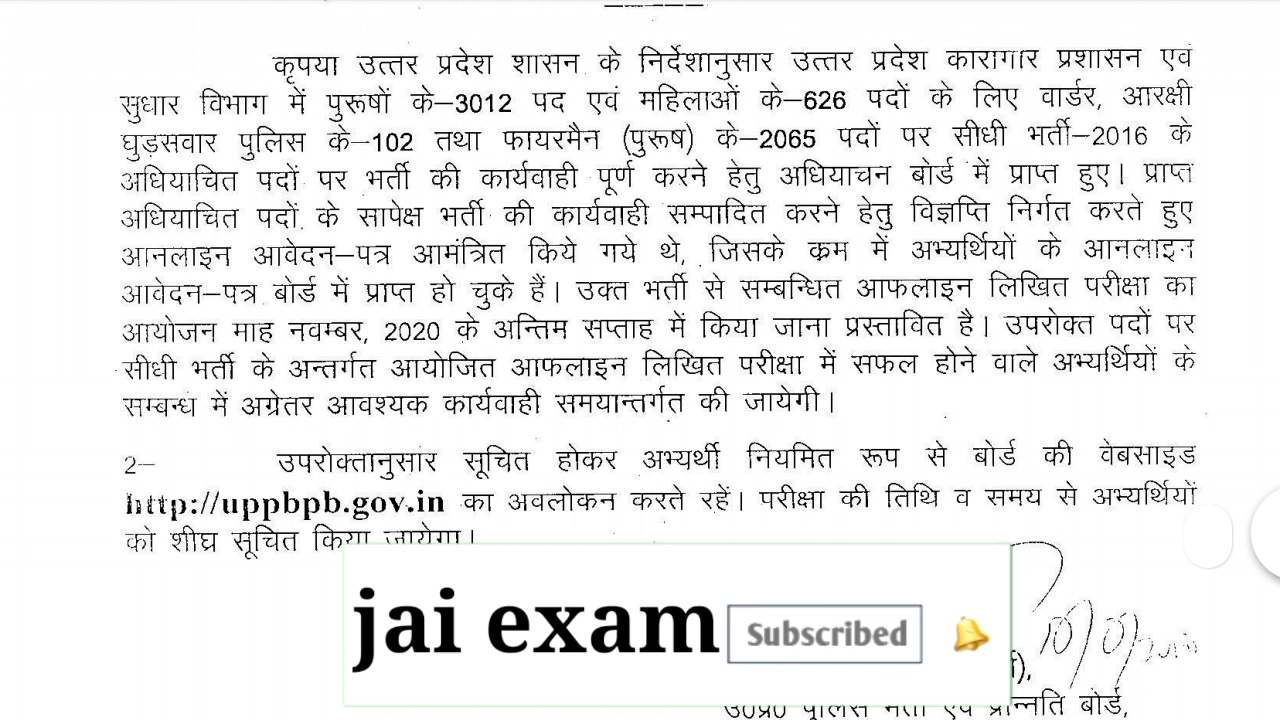 कृपया उत्तर प्रदेश शासन के निर्देशानुसार उत्तर प्रदेश कारागार प्रशासन एवं
सुधार विभाग में पुरूषों के–3012 पद एवं महिलाओं के–626 पदों के लिए वार्डर, आरक्षी
घुड़सवार पुलिस के–102 तथा फायरमैन (पुरूष) के–2065 पदों पर सीधी भर्ती–2016 के
अधियाचित पदों पर भर्ती की कार्यवाही पूर्ण करने हेतु अधियाचन बोर्ड में प्राप्त हुए। प्राप्त
अधियाचित पदों के सापेक्ष भर्ती की कार्यवाही सम्पादित करने हेतु विज्ञप्ति निर्गत करते हुए
आनलाइन आवेदन–पत्र आमंत्रित किये गये थे, जिसके क्रम में अभ्यर्थियों के आनलाइन
आवेदन–पत्र बोर्ड में प्राप्त हो चुके हैं। उक्त भर्ती से सम्बन्धित आफलाइन लिखित परीक्षा का
आयोजन माह नवम्बर, 2020 के अन्तिम सप्ताह में किया जाना प्रस्तावित है। उपरोक्त पदों पर
सीधी भर्ती के अन्तर्गत आयोजित आफलाइन लिखित परीक्षा में सफल होने वाले अभ्यर्थियों के
सम्बन्ध में अग्रेतर आवश्यक कार्यवाही समयान्तर्गत की जायेगी।
2– उपरोक्तानुसार सूचित होकर अभ्यर्थी नियमित रूप से बोर्ड की वेबसाइड
http://uppbpb.gov.in का अवलोकन करते रहें। परीक्षा की तिथि व समय से अभ्यर्थियों
को शीघ्र सूचित किया जायेगा।
jai exam Subscribed
उ0प्र0 पुलिस भर्ती एवं प्रोन्नति बोर्ड,